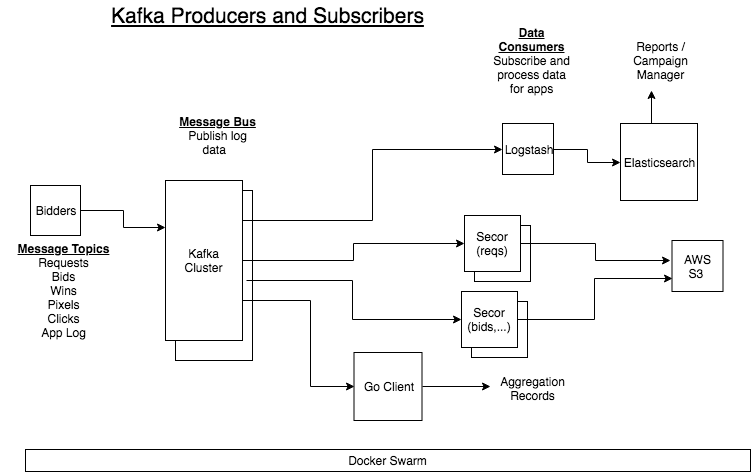 Kafka Producers and Subscribers
Data
Consumers
Subscribe and
process data
for apps
Reports /
Campaign
Manager
Message Bus
Publish log
data
Logstash
Elasticsearch
Bidders
Message Topics
Requests
Bids
Wins
Pixels
Clicks
App Log
Kafka
Cluster
Secor
(reqs)
AWS
S3
Secor
(bids,...)
Go Client
Aggregation
Records
Docker Swarm